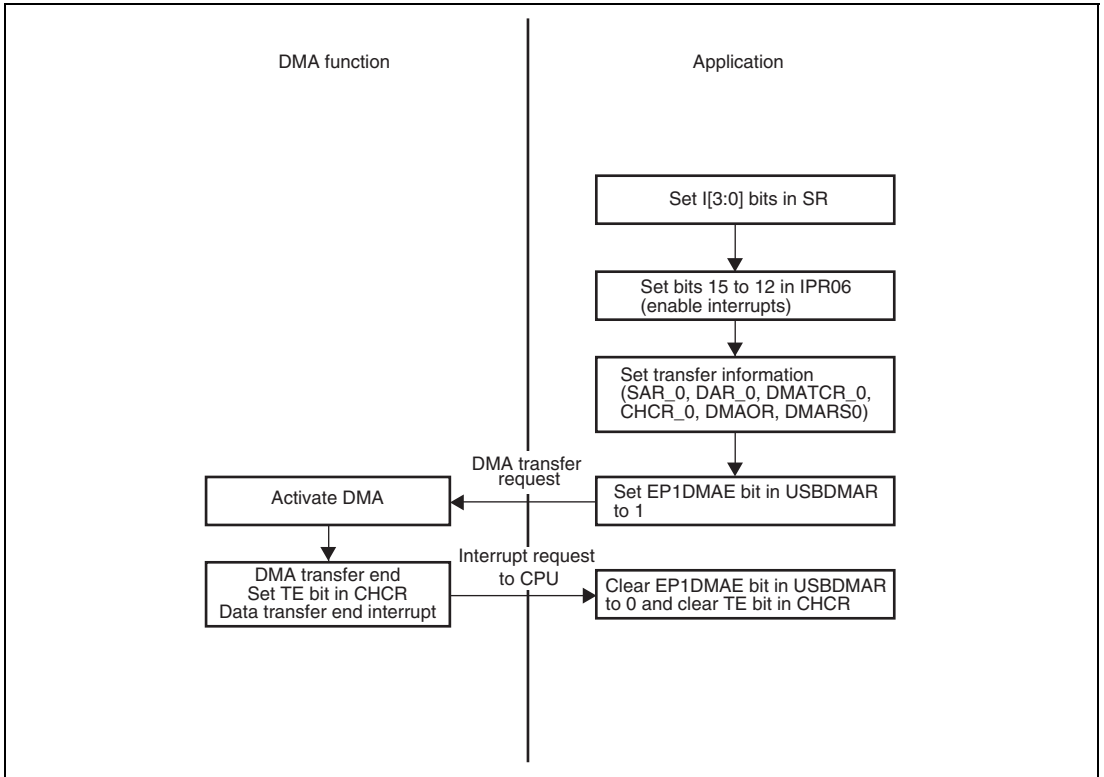 DMA function
Application
Set I[3:0] bits in SR
Set bits 15 to 12 in IPR06
(enable interrupts)
Set transfer information
(SAR_0, DAR_0, DMATCR_0,
CHCR_0, DMAOR, DMARS0)
DMA transfer
request
Activate DMA
Set EP1DMAE bit in USBDMAR
to 1
Interrupt request
to CPU
DMA transfer end
Set TE bit in CHCR
Data transfer end interrupt
Clear EP1DMAE bit in USBDMAR
to 0 and clear TE bit in CHCR